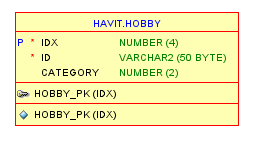 HAVIT.HOBBY
P * IDX NUMBER (4)
* ID VARCHAR2 (50 BYTE)
CATEGORY NUMBER (2)
HOBBY_PK (IDX)
HOBBY_PK (IDX)